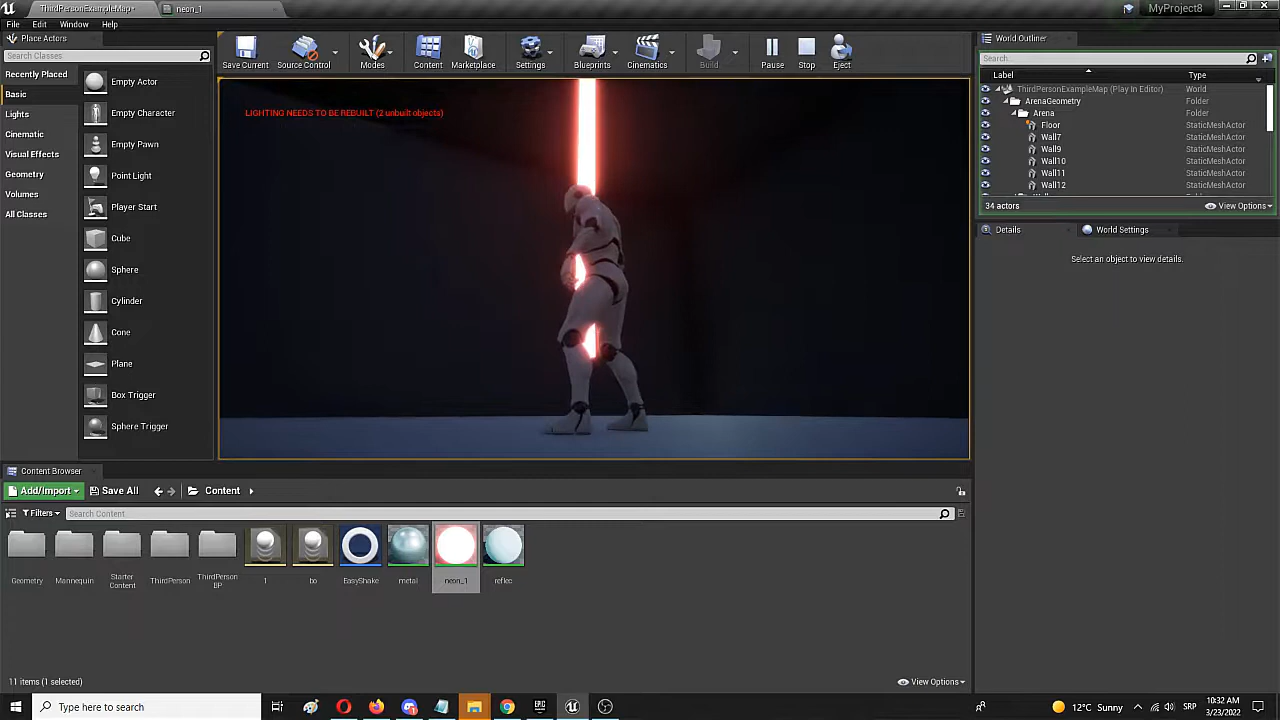 ThirdPersonExampleMap*
neon_1
MyProject8
File
Edit
Window
Help
Place Actors
Search Classes
Recently Placed
Basic
Lights
Cinematic
Visual Effects
Geometry
Volumes
All Classes
Empty Actor
Empty Character
Empty Pawn
Point Light
Player Start
Cube
Sphere
Cylinder
Cone
Plane
Box Trigger
Sphere Trigger
Save Current
Source Control
Modes
Content
Marketplace
Settings
Blueprints
Cinematics
Build
Pause
Stop
Eject
LIGHTING NEEDS TO BE REBUILT (2 unbuilt objects)
World Outliner
Search...
Label Type
ThirdPersonExampleMap (Play In Editor) World
ArenaGeometry Folder
Arena Folder
Floor StaticMeshActor
Wall7 StaticMeshActor
Wall9 StaticMeshActor
Wall10 StaticMeshActor
Wall11 StaticMeshActor
Wall12 StaticMeshActor
34 actors View Options
Details
World Settings
Select an object to view details.
Content Browser
Add/Import
Save All
Content
Filters
Search Content
Geometry
Mannequin
Starter
Content
ThirdPerson
ThirdPerson
BP
1
bo
EasyShake
metal
neon_1
reflec
11 items (1 selected)
View Options
Type here to search
EPIC
12°C Sunny
SRP
10:32 AM
3/23/2022